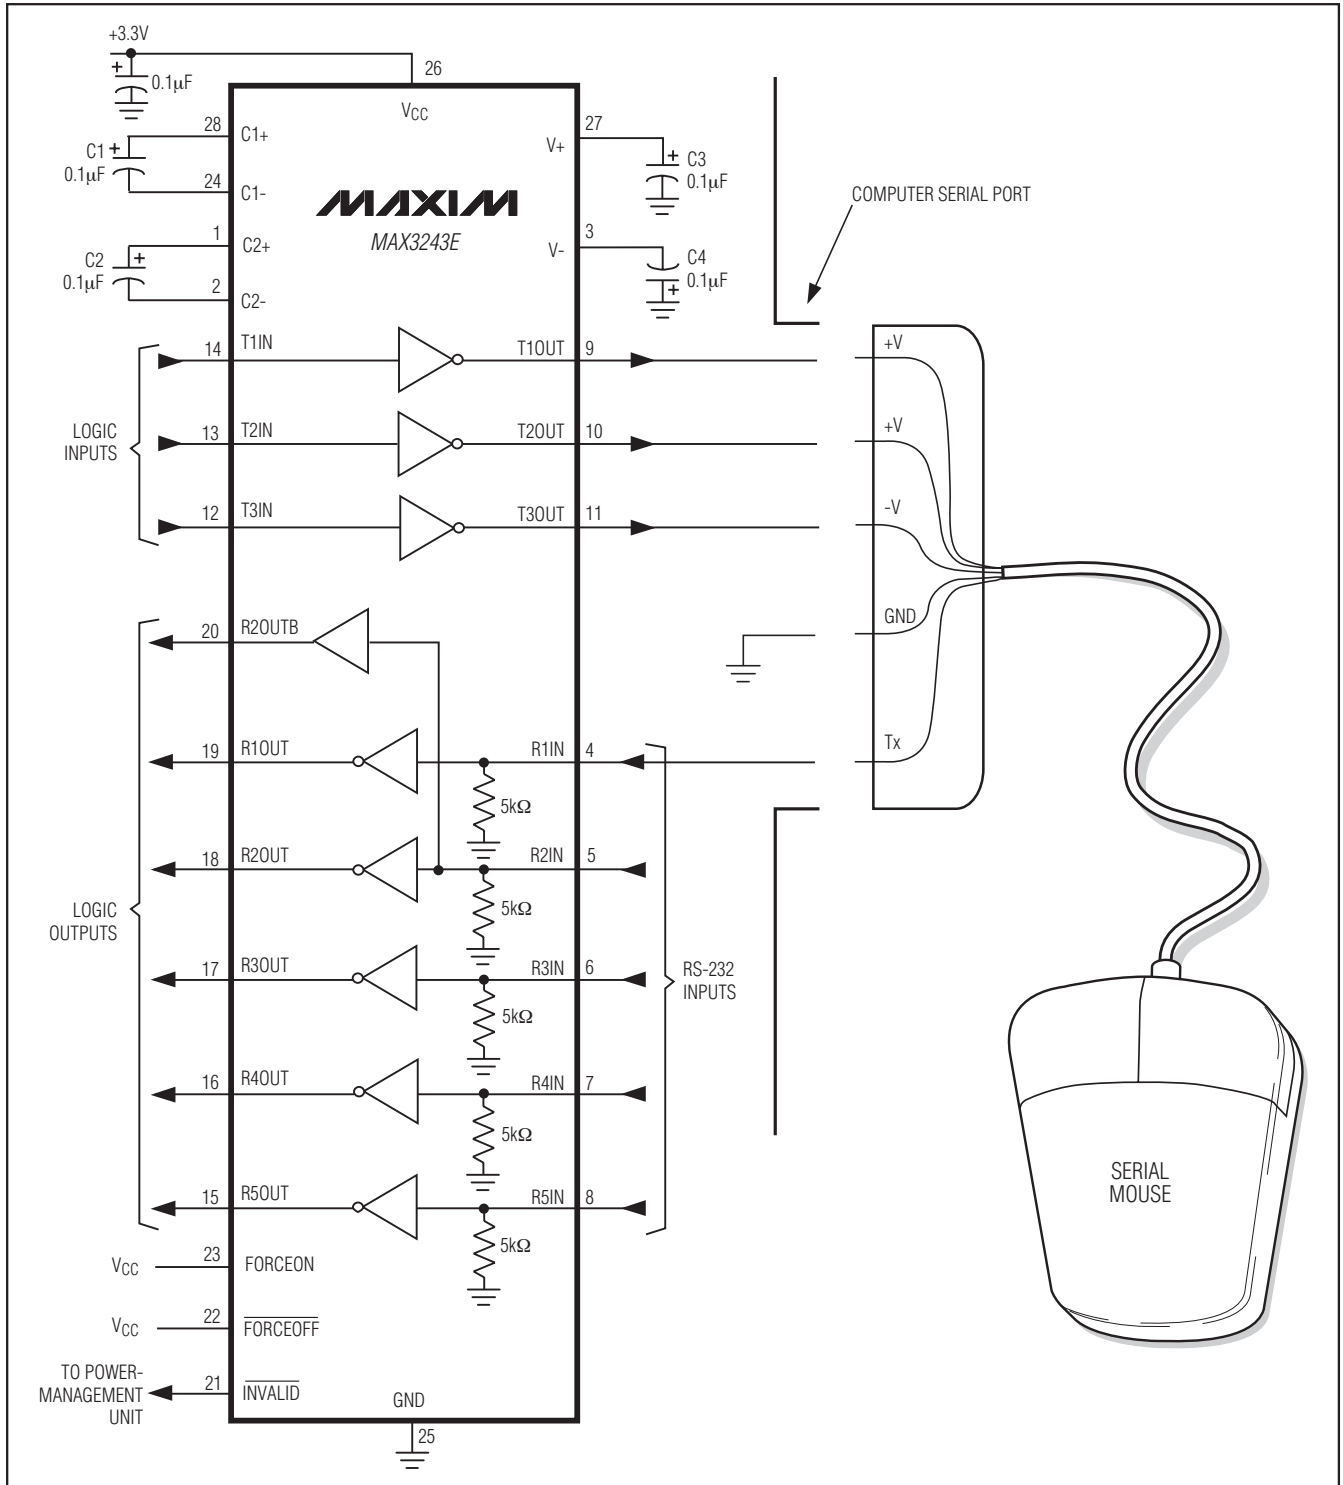 +3.3V
0.1µF
26
VCC
28
C1+
C1
+
0.1µF
24
C1-
27
V+
+
C3
0.1µF
MAXIM
MAX3243E
1
C2+
C2
+
0.1µF
2
C2-
3
V-
C4
0.1µF
+
+
COMPUTER SERIAL PORT
LOGIC
INPUTS
14
T1IN
T1OUT
9
+V
13
T2IN
T2OUT
10
+V
12
T3IN
T3OUT
11
-V
20
R2OUTB
GND
19
R1OUT
R1IN
4
Tx
5kΩ
18
R2OUT
R2IN
5
5kΩ
LOGIC
OUTPUTS
17
R3OUT
R3IN
6
5kΩ
RS-232
INPUTS
16
R4OUT
R4IN
7
5kΩ
15
R5OUT
R5IN
8
5kΩ
SERIAL
MOUSE
VCC
23
FORCEON
VCC
22
FORCEOFF
TO POWER-
MANAGEMENT
UNIT
21
INVALID
GND
25